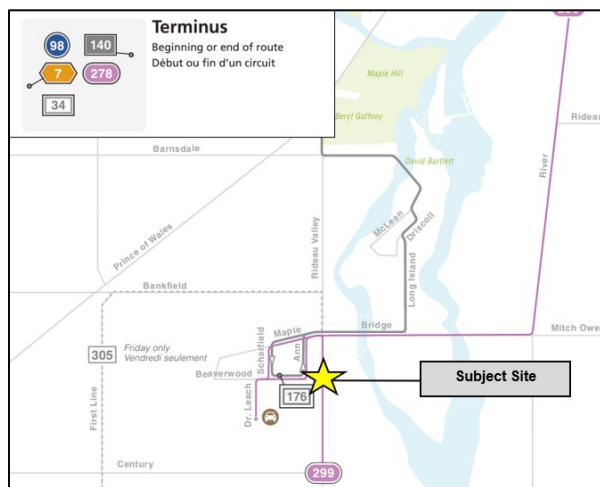 Terminus
Beginning or end of route
Début ou fin d'un circuit
98
140
7
278
34
Maple Hill
Beryl Gaffney
David Bartlett
Barnsdale
Ridea
River
Prince of Wales
Rideau Valley
McLean
Driscoll
Long Island
Bankfield
Bridge
Mitch Owe
Maple
Friday only
Vendredi seulement
305
Scharfield
Ann
Beaverwood
176
Subject Site
First Line
Dr. Leach
Century
299